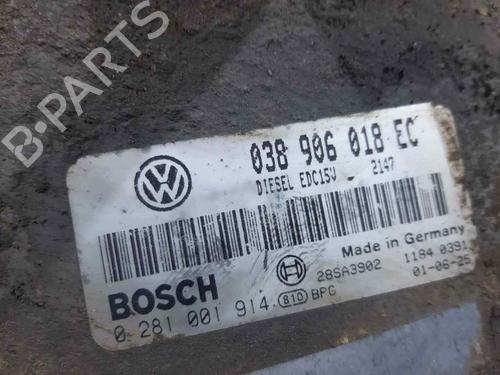 B-PARTS
038 906 018 EC
DIESEL EDC15V - 2147
Made in Germany
BOSCH
28SA3902
1184 0391
0 281 001 914
810
BPC
01-06-25